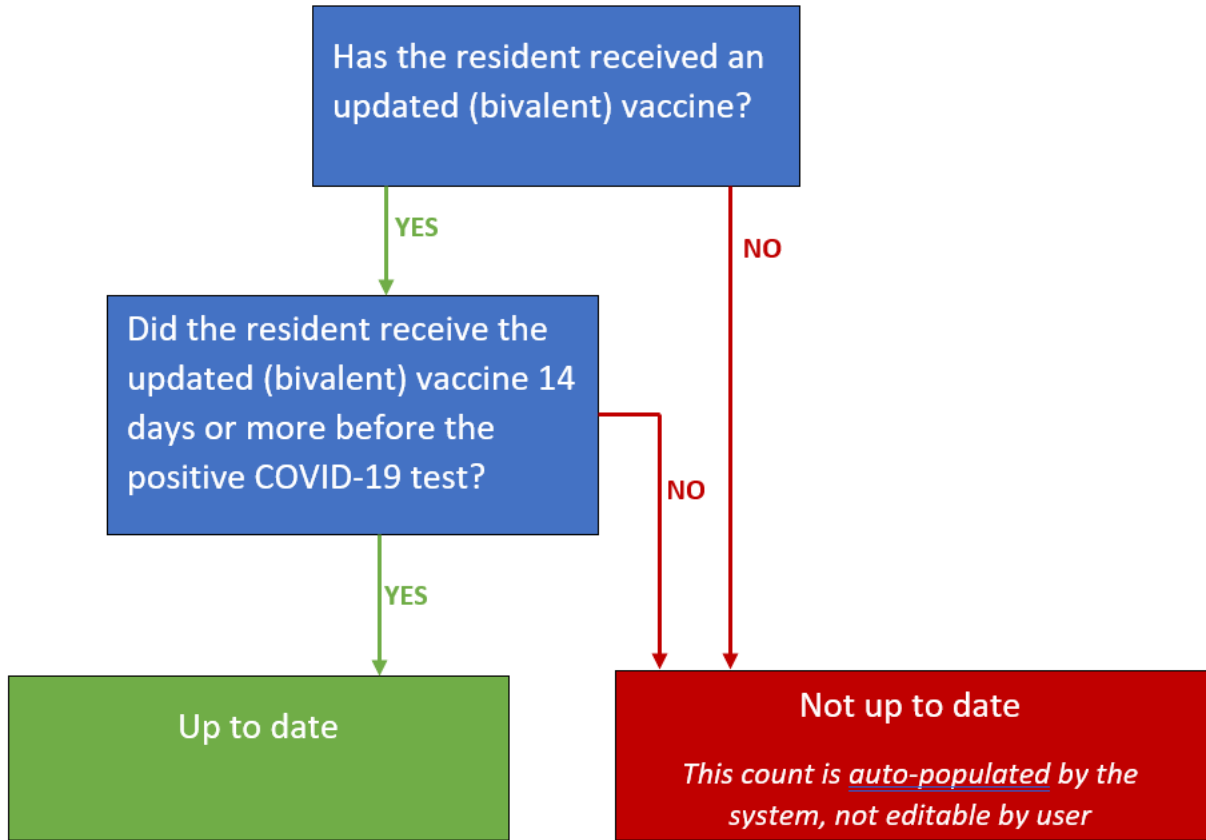 Has the resident received an
updated (bivalent) vaccine?
YES
NO
Did the resident receive the
updated (bivalent) vaccine 14
days or more before the
positive COVID-19 test?
NO
YES
Up to date
Not up to date
This count is auto-populated by the
system, not editable by user